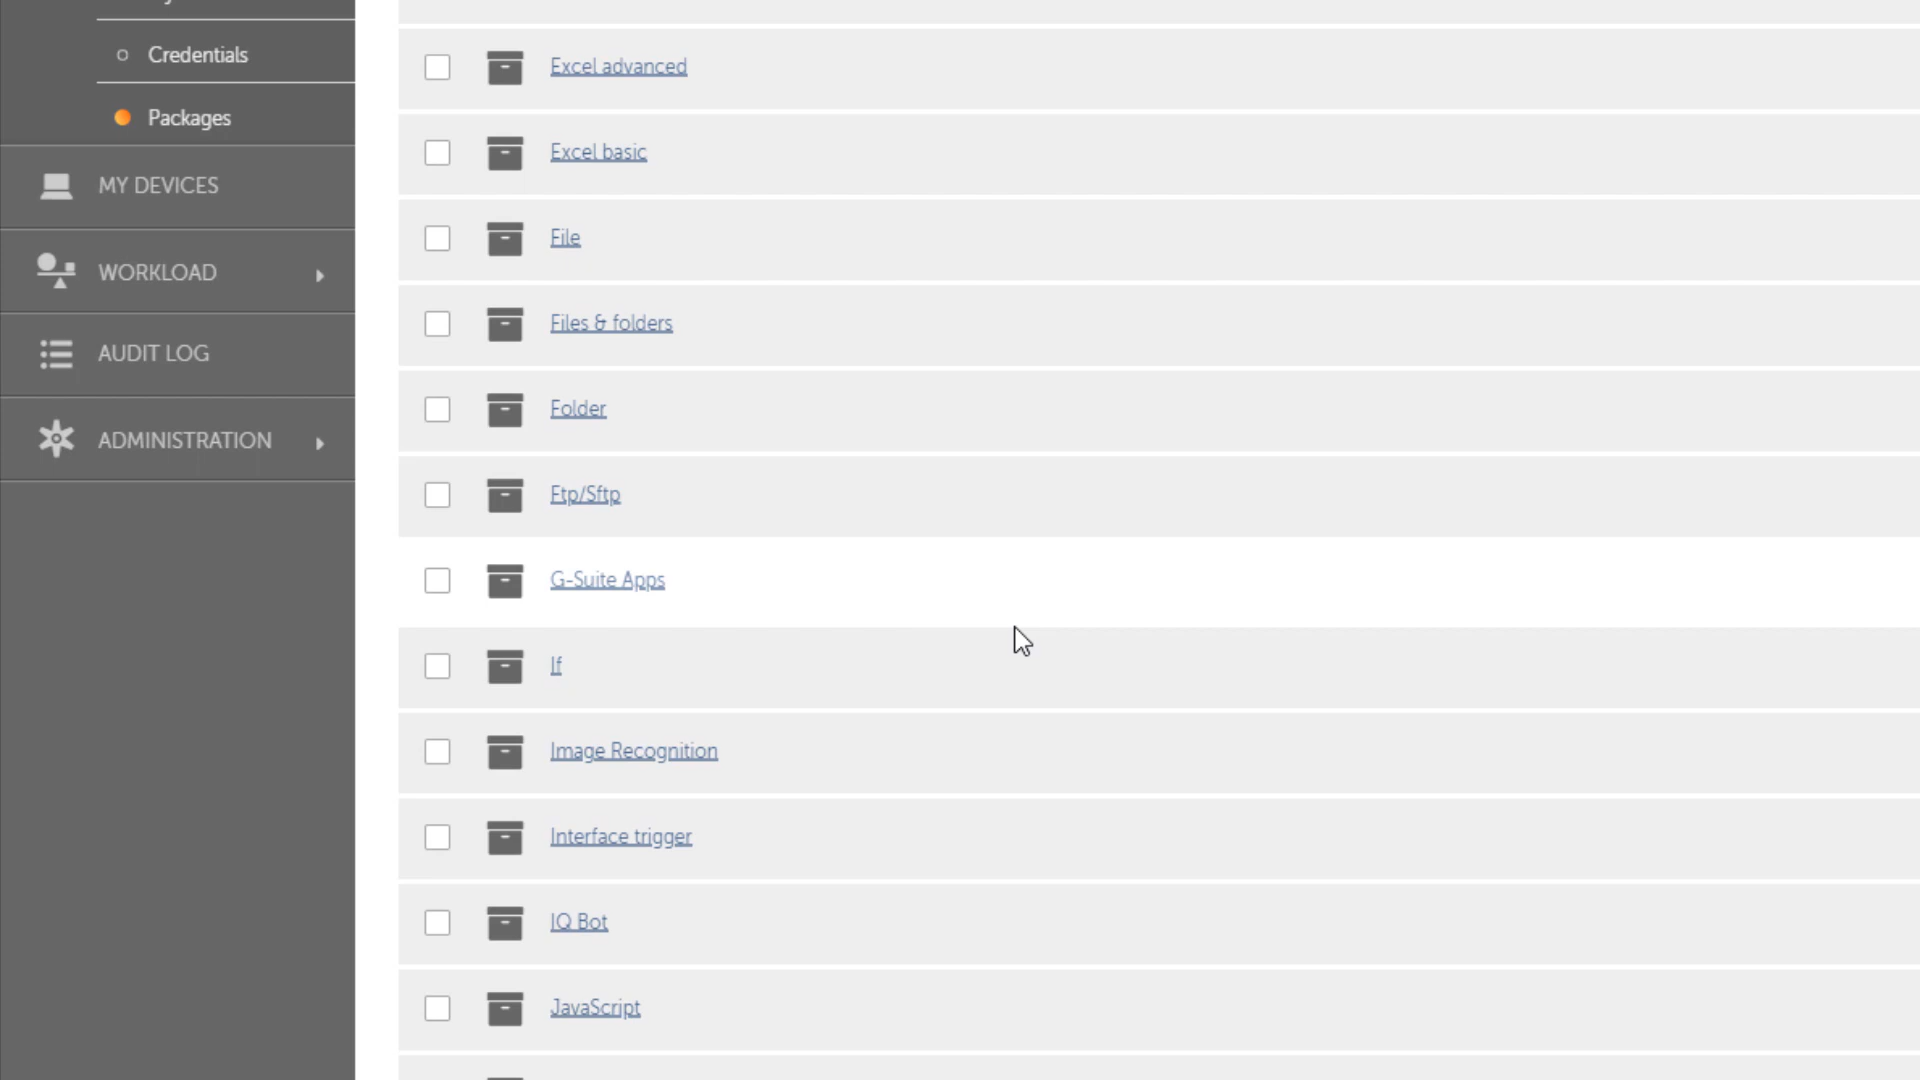 Credentials
Packages
MY DEVICES
WORKLOAD
AUDIT LOG
ADMINISTRATION
Excel advanced
Excel basic
File
Files & folders
Folder
Ftp/Sftp
G-Suite Apps
If
Image Recognition
Interface trigger
IQ Bot
JavaScript